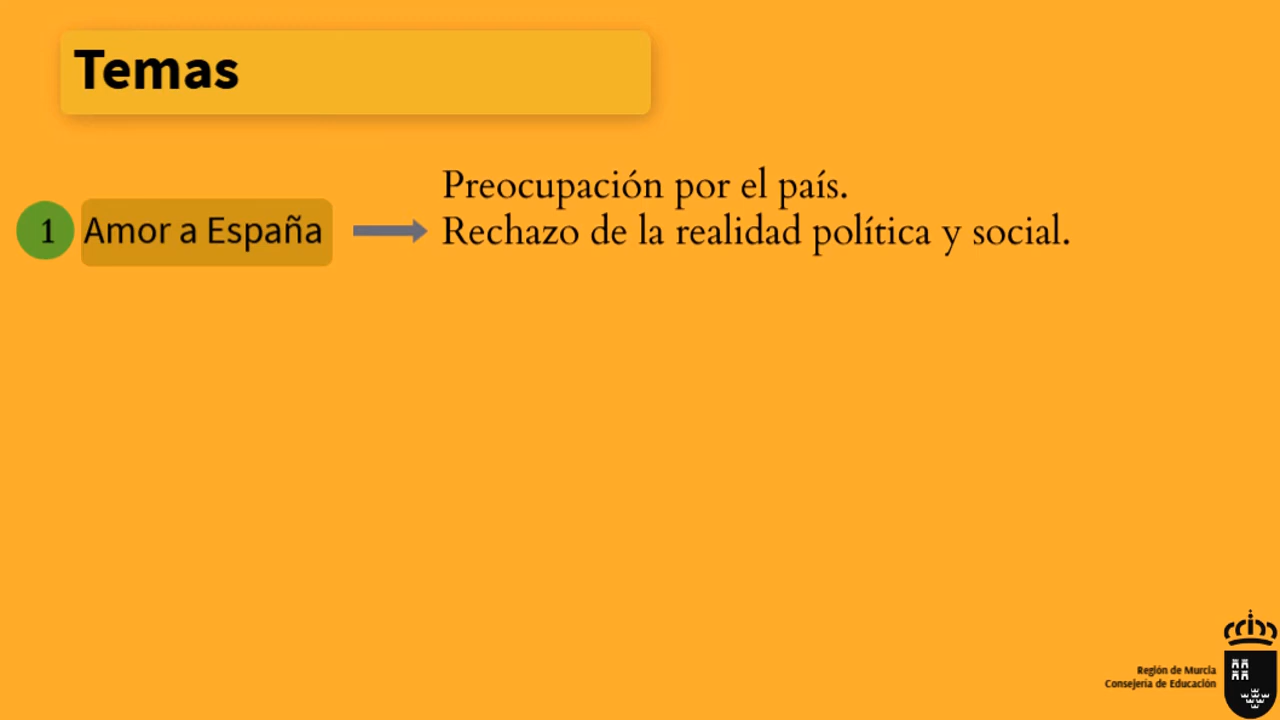 Temas
Preocupación por el país.
1 Amor a España
Rechazo de la realidad política y social.
Región de Murcia
Consejería de Educación